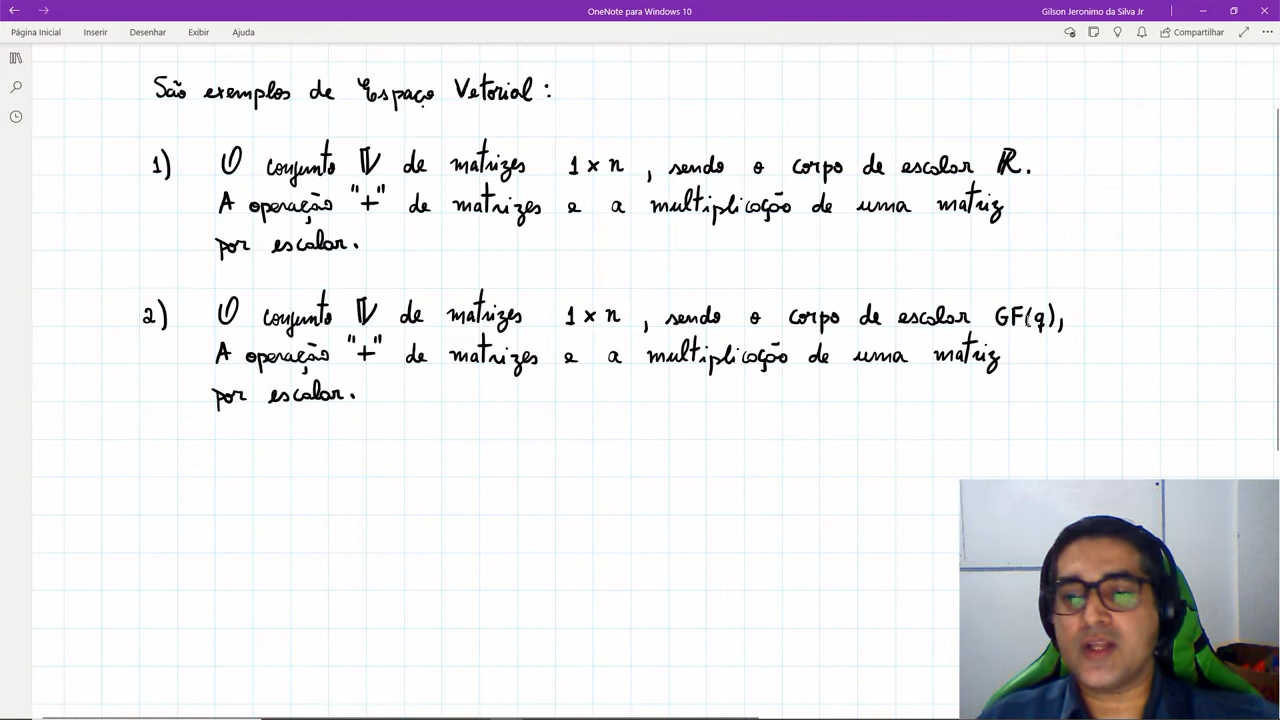 OneNote para Windows 10
Gilson Jeronimo da Silva Jr
Página Inicial Inserir Desenhar Exibir Ajuda
Compartilhar
São exemplos de Espaço Vetorial:
1) O conjunto 𝕍 de matrizes 1 × n, sendo o corpo de escalar ℝ.
A operação "+" de matrizes e a multiplicação de uma matriz
por escalar.
2) O conjunto 𝕍 de matrizes 1 × n, sendo o corpo de escalar GF(q),
A operação "+" de matrizes e a multiplicação de uma matriz
por escalar.